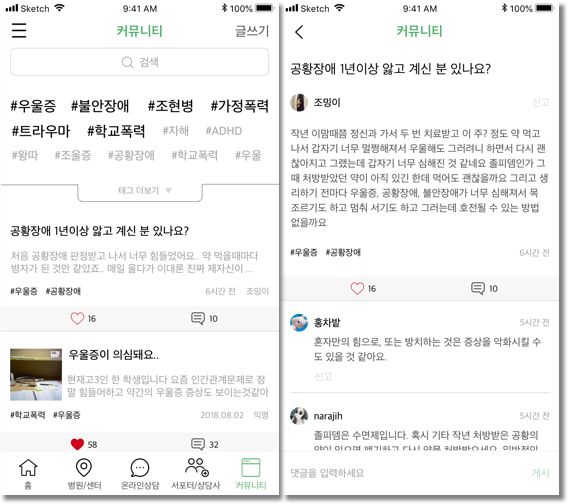 Sketch 9:41 AM 100%
커뮤니티 글쓰기
검색
#우울증 #불안장애 #조현병 #가정폭력
#트라우마 #학교폭력 #자해 #ADHD
#왕따 #조울증 #공황장애 #학교폭력 #우울
태그 더보기
공황장애 1년이상 앓고 계신 분 있나요?
처음 공황장애 판정받고 나서 너무 힘들었어요.. 약 먹을때마다
병자가 된 것만 같았죠.. 매일 울다가 이대론 진짜 제자신이 ...
#우울증 #공황장애 6시간 전 조밍이
16 10
우울증이 의심돼요..
현재고3인 한 학생입니다 요즘 인간관계문제로 정
말 힘들어하고 약간의 우울증 증상도 보이는것같아
#학교폭력 #우울증 2018.08.02 익명
58 32
홈 병원/센터 온라인상담 서포터/상담사 커뮤니티
Sketch 9:41 AM 100%
커뮤니티
공황장애 1년이상 앓고 계신 분 있나요?
조밍이 신고
작년 이맘때쯤 정신과 가서 두 번 치료받고 이 주? 정도 약 먹고
나서 갑자기 너무 멀쩡해져서 우울해도 그러려니 하면서 다시 괜
찮아지고 그랬는데 갑자기 너무 심해진 것 같네요 졸피뎀인가 그
때 처방받았던 약이 아직 있긴 한데 먹어도 괜찮을까요 그리고 생
리하기 전마다 우울증, 공황장애, 불안장애가 너무 심해져서 목
조르기도 하고 멈춰 서기도 하고 그러는데 호전될 수 있는 방법
없을까요
#우울증 #공황장애 6시간 전
16 10
홍차밭 5시간 전
혼자만의 힘으로, 또는 방치하는 것은 증상을 악화시킬 수
도 있을 것 같아요.
신고
narajih 5시간 전
졸피뎀은 수면제입니다. 혹시 기타 작년 처방받은 공황의
약이 있으면 폐기하고 다시 약을 처방받으세요. 일반적인
댓글을 입력하세요 게시